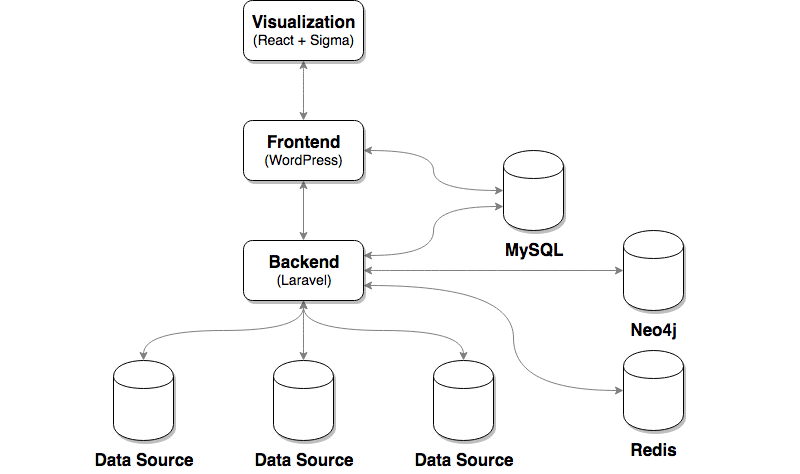 Visualization
(React + Sigma)
Frontend
(WordPress)
MySQL
Backend
(Laravel)
Neo4j
Redis
Data Source
Data Source
Data Source